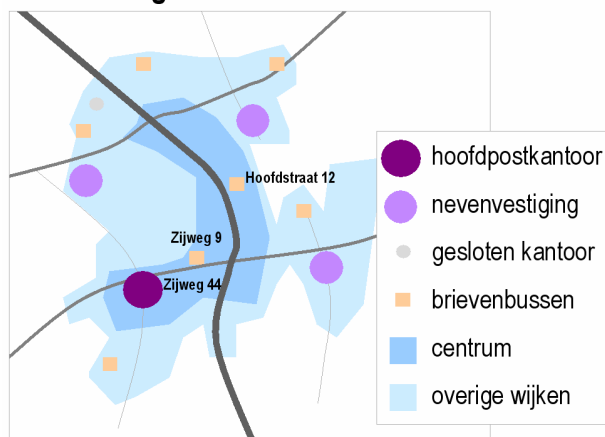 Hoofdstraat 12
Zijweg 9
Zijweg 44
hoofdpostkantoor
nevenvestiging
gesloten kantoor
brievenbussen
centrum
overige wijken